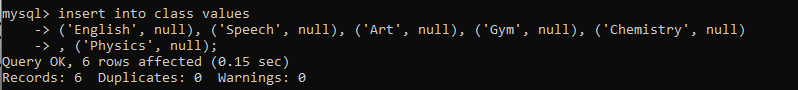 mysql> insert into class values
    -> ('English', null), ('Speech', null), ('Art', null), ('Gym', null), ('Chemistry', null)
    -> , ('Physics', null);
Query OK, 6 rows affected (0.15 sec)
Records: 6  Duplicates: 0  Warnings: 0